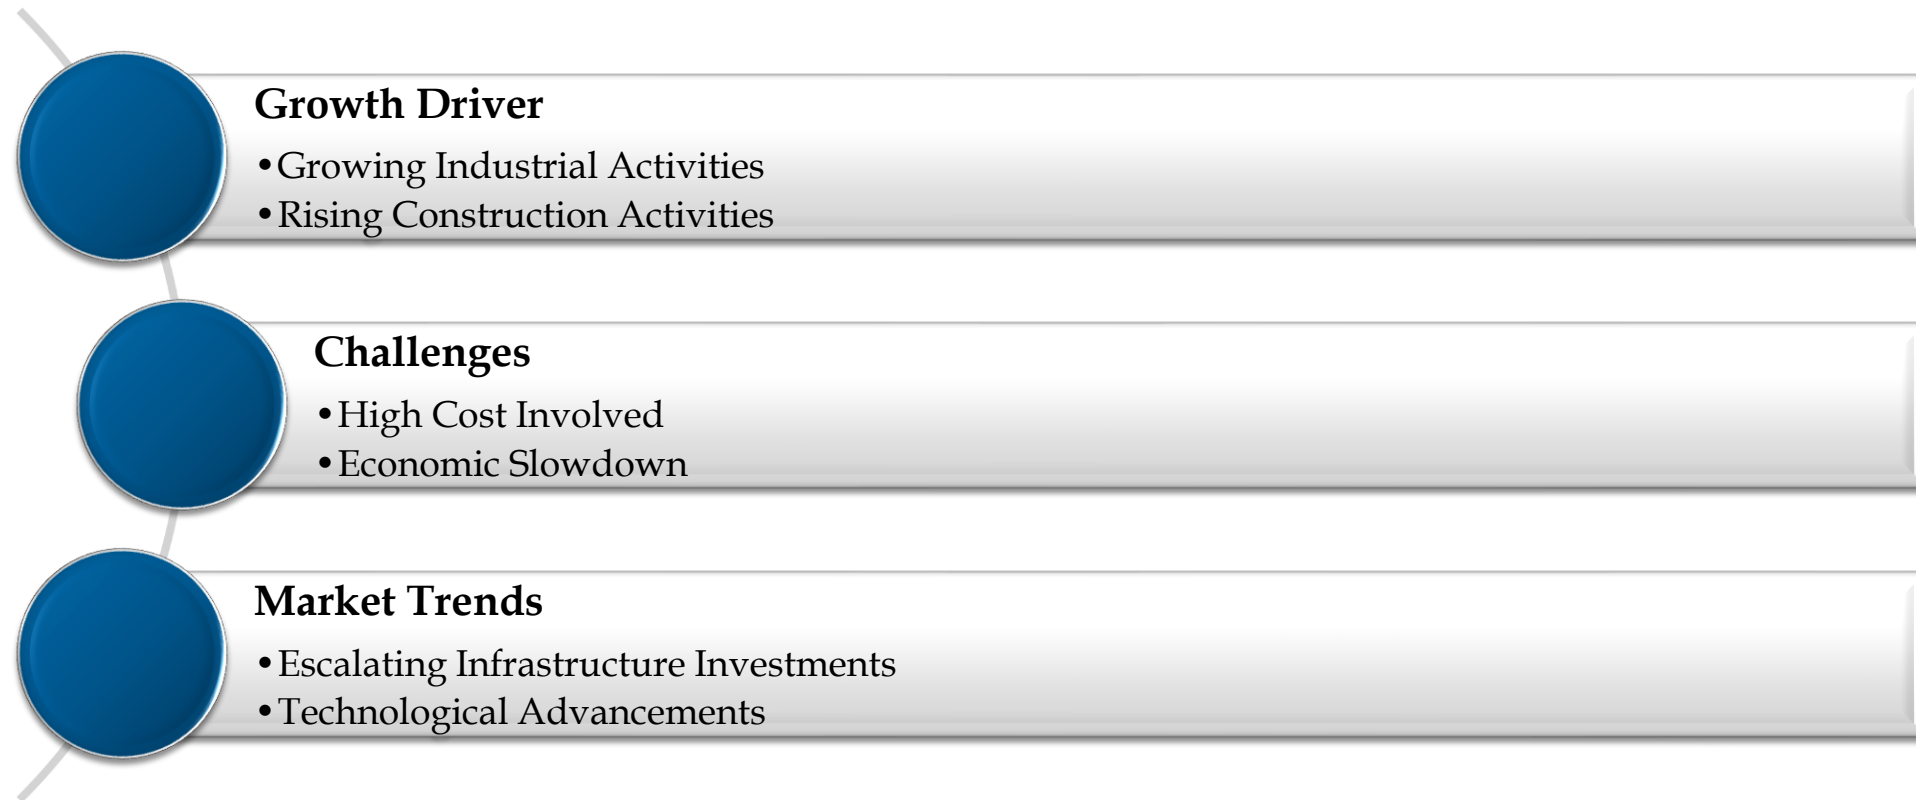 Growth Driver
•Growing Industrial Activities
•Rising Construction Activities
Challenges
•High Cost Involved
•Economic Slowdown
Market Trends
•Escalating Infrastructure Investments
•Technological Advancements